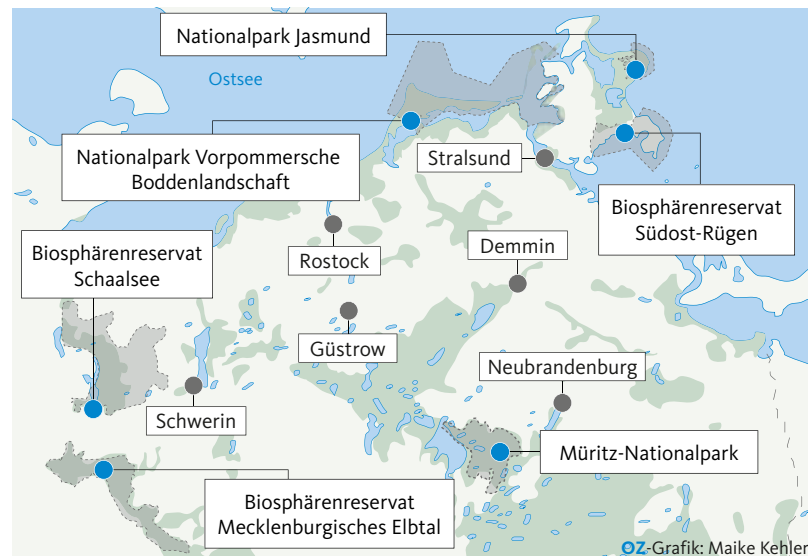 Nationalpark Jasmund
Ostsee
Nationalpark Vorpommersche
Boddenlandschaft
Stralsund
Biosphärenreservat
Südost-Rügen
Biosphärenreservat
Schaalsee
Rostock
Demmin
Güstrow
Neubrandenburg
Schwerin
Müritz-Nationalpark
Biosphärenreservat
Mecklenburgisches Elbtal
OZ-Grafik: Maike Kehler